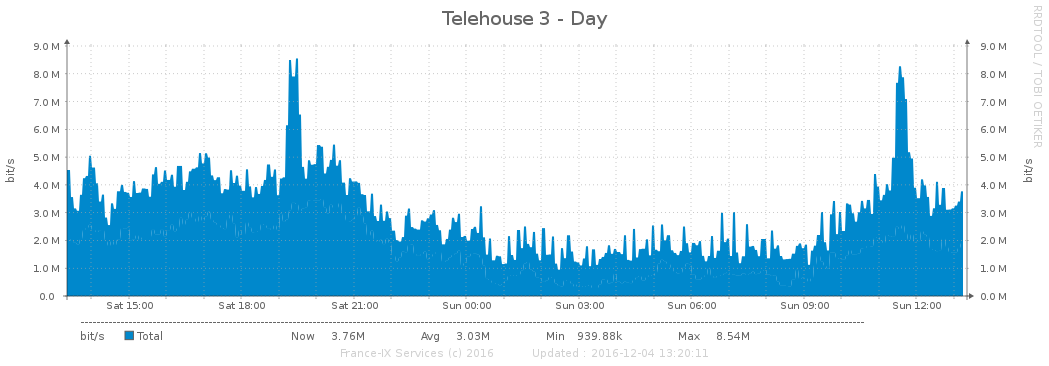 Telehouse 3 - Day
RRDTOOL / TOBI OETIKER
bit/s
9.0 M
8.0 M
7.0 M
6.0 M
5.0 M
4.0 M
3.0 M
2.0 M
1.0 M
0.0
9.0 M
8.0 M
7.0 M
6.0 M
5.0 M
4.0 M
3.0 M
2.0 M
1.0 M
0.0 M
bit/s
Sat 15:00 Sat 18:00 Sat 21:00 Sun 00:00 Sun 03:00 Sun 06:00 Sun 09:00 Sun 12:00
bit/s Total Now 3.76M Avg 3.03M Min 939.88k Max 8.54M
France-IX Services (c) 2016 Updated : 2016-12-04 13:20:11